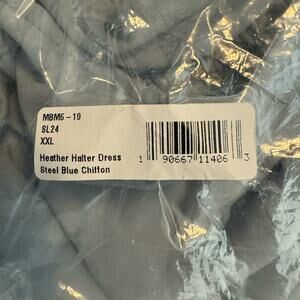 MBM6-10
SL24
XXL
Heather Halter Dress
Steel Blue Chiffon
1 90667 11406 3